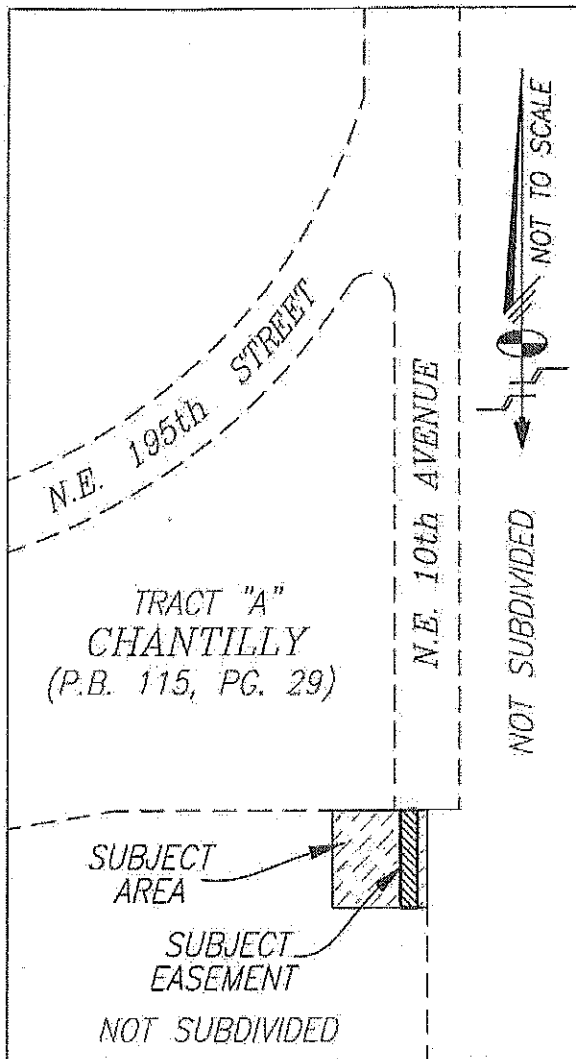 NOT TO SCALE
N.E. 195th STREET
N.E. 10th AVENUE
TRACT "A"
CHANTILLY
(P.B. 115, PG. 29)
NOT SUBDIVIDED
SUBJECT
AREA
SUBJECT
EASEMENT
NOT SUBDIVIDED